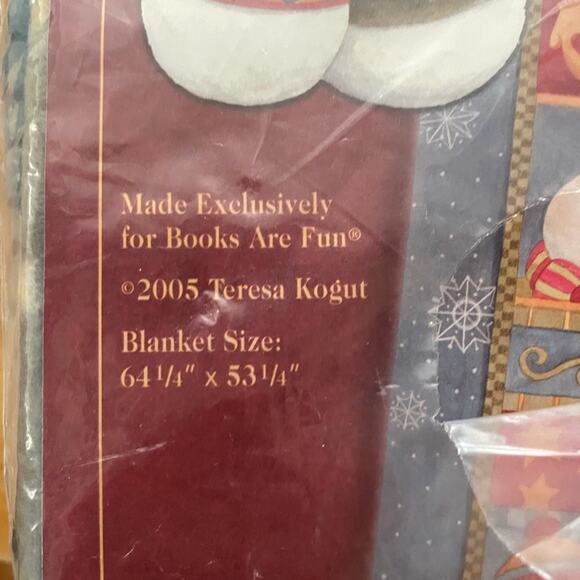 Made Exclusively
for Books Are Fun®
©2005 Teresa Kogut
Blanket Size:
64 1/4" x 53 1/4"